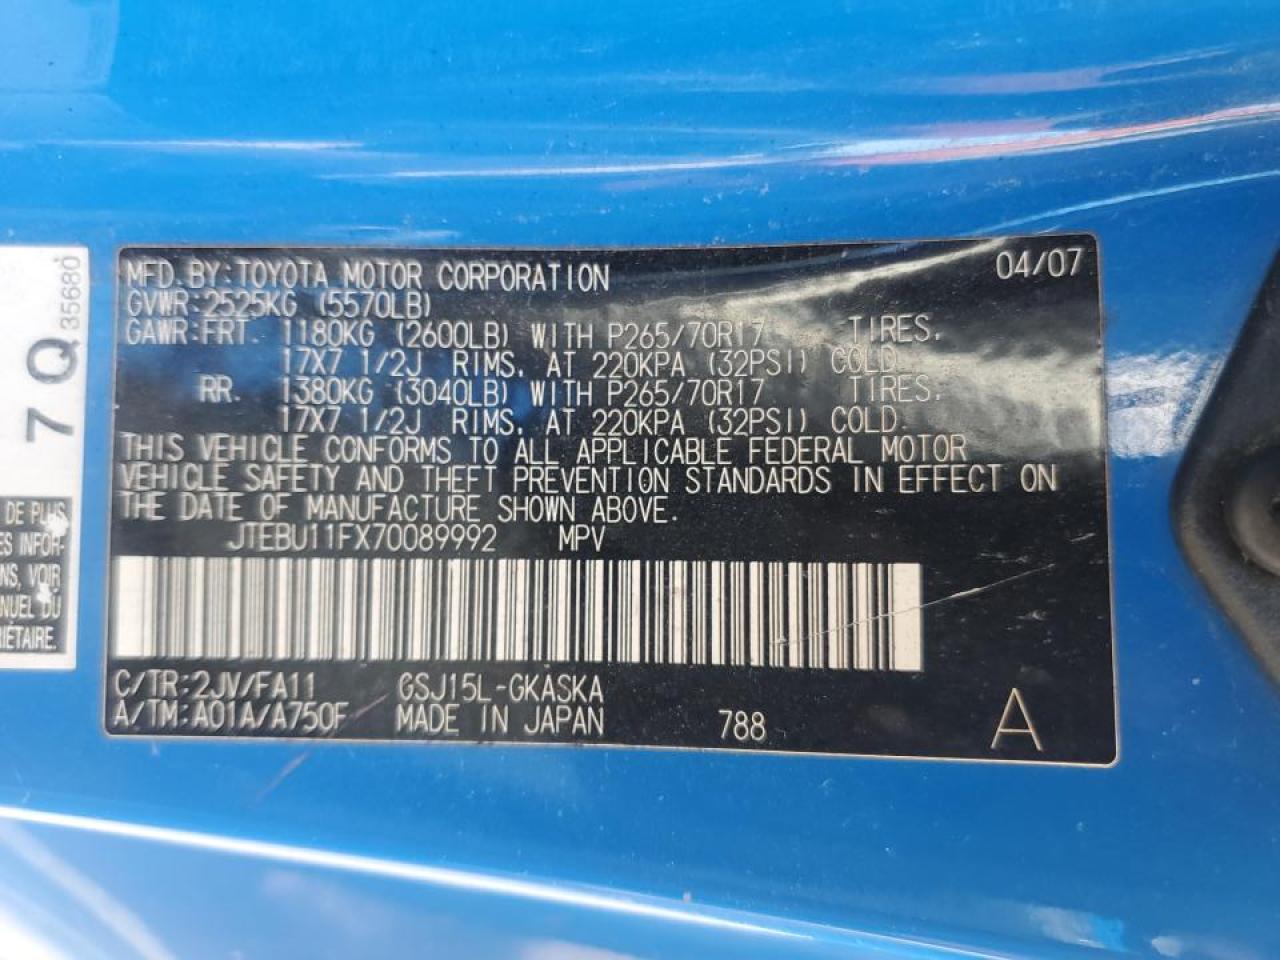 MFD. BY: TOYOTA MOTOR CORPORATION 04/07
GVWR: 2525KG (5570LB)
GAWR: FRT. 1180KG (2600LB) WITH P265/70R17 TIRES,
17X7 1/2J RIMS, AT 220KPA (32PSI) COLD
RR. 1380KG (3040LB) WITH P265/70R17 TIRES,
17X7 1/2J RIMS, AT 220KPA (32PSI) COLD.
THIS VEHICLE CONFORMS TO ALL APPLICABLE FEDERAL MOTOR
VEHICLE SAFETY AND THEFT PREVENTION STANDARDS IN EFFECT ON
THE DATE OF MANUFACTURE SHOWN ABOVE.
JTEBU11FX70089992 MPV
C/TR: 2JV/FA11 GSJ15L-GKASKA
A/TM: A01A/A750F MADE IN JAPAN 788 A
7 Q 35680
DE PLUS
ES INFOR-
NS, VOIR
NUEL DU
RIÉTAIRE.